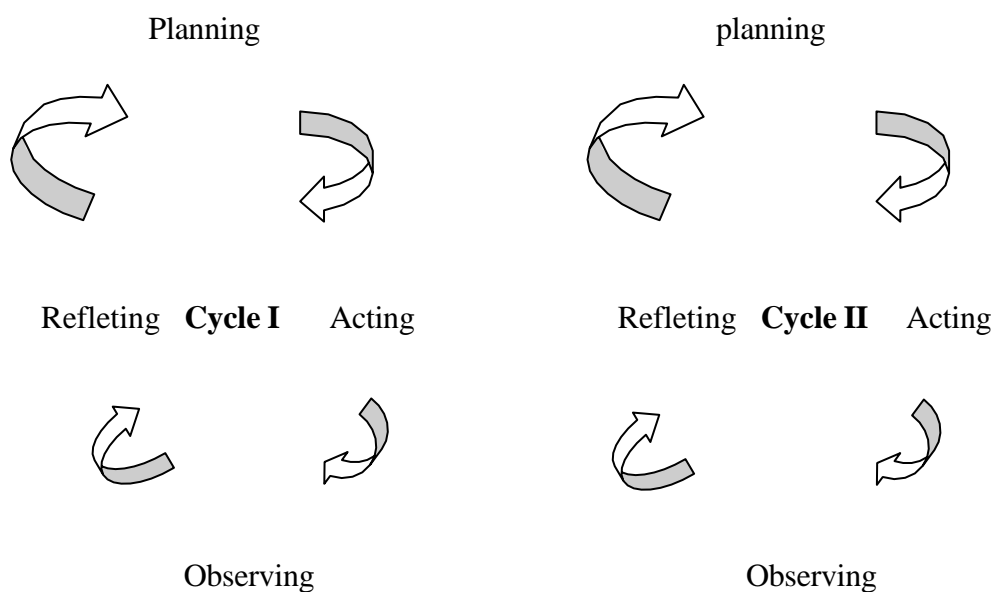 Planning planning
Refleting Cycle I Acting Refleting Cycle II Acting
Observing Observing